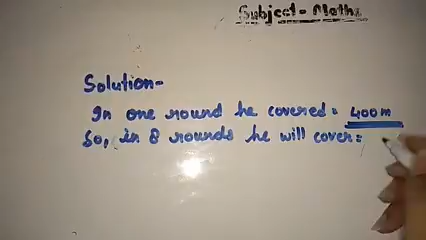 Subject - Maths
Solution-
In one round he covered = 400m
So, in 8 rounds he will cover=